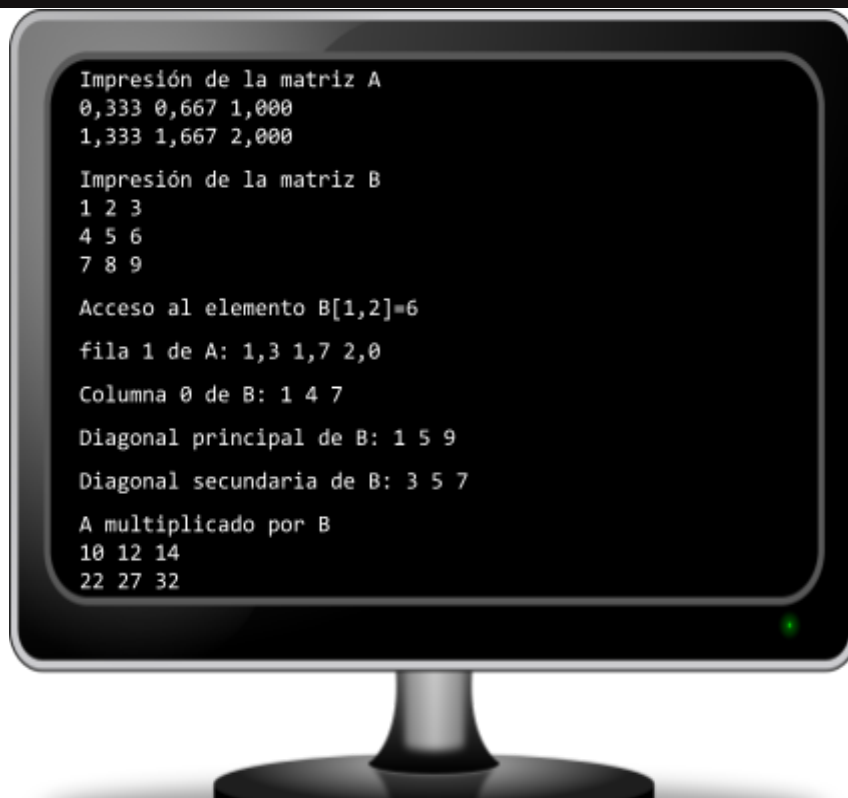 Impresión de la matriz A
0,333 0,667 1,000
1,333 1,667 2,000
Impresión de la matriz B
1 2 3
4 5 6
7 8 9
Acceso al elemento B[1,2]=6
fila 1 de A: 1,3 1,7 2,0
Columna 0 de B: 1 4 7
Diagonal principal de B: 1 5 9
Diagonal secundaria de B: 3 5 7
A multiplicado por B
10 12 14
22 27 32